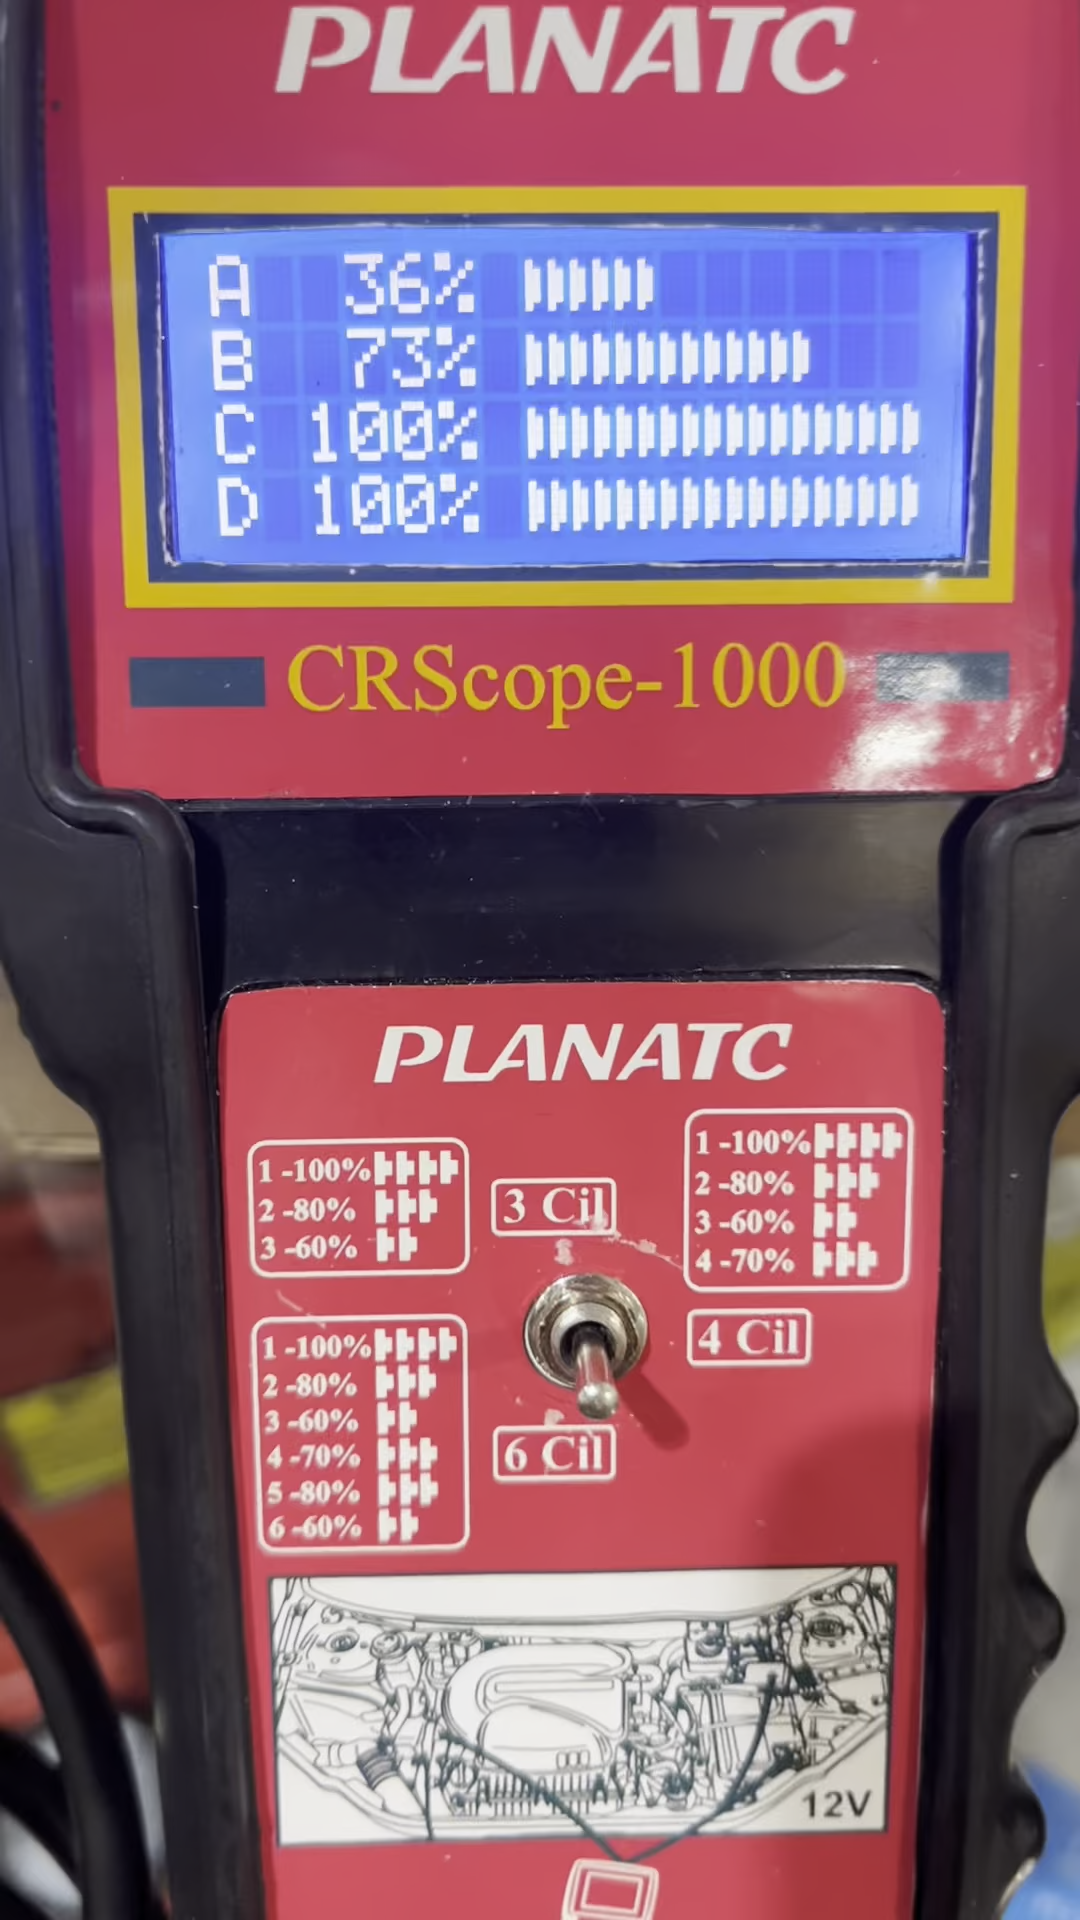 PLANATC
A 36%
B 73%
C 100%
D 100%
CRScope-1000
PLANATC
1 -100%
2 -80%
3 -60%
3 Cil
1 -100%
2 -80%
3 -60%
4 -70%
4 Cil
1 -100%
2 -80%
3 -60%
4 -70%
5 -80%
6 -60%
6 Cil
12V